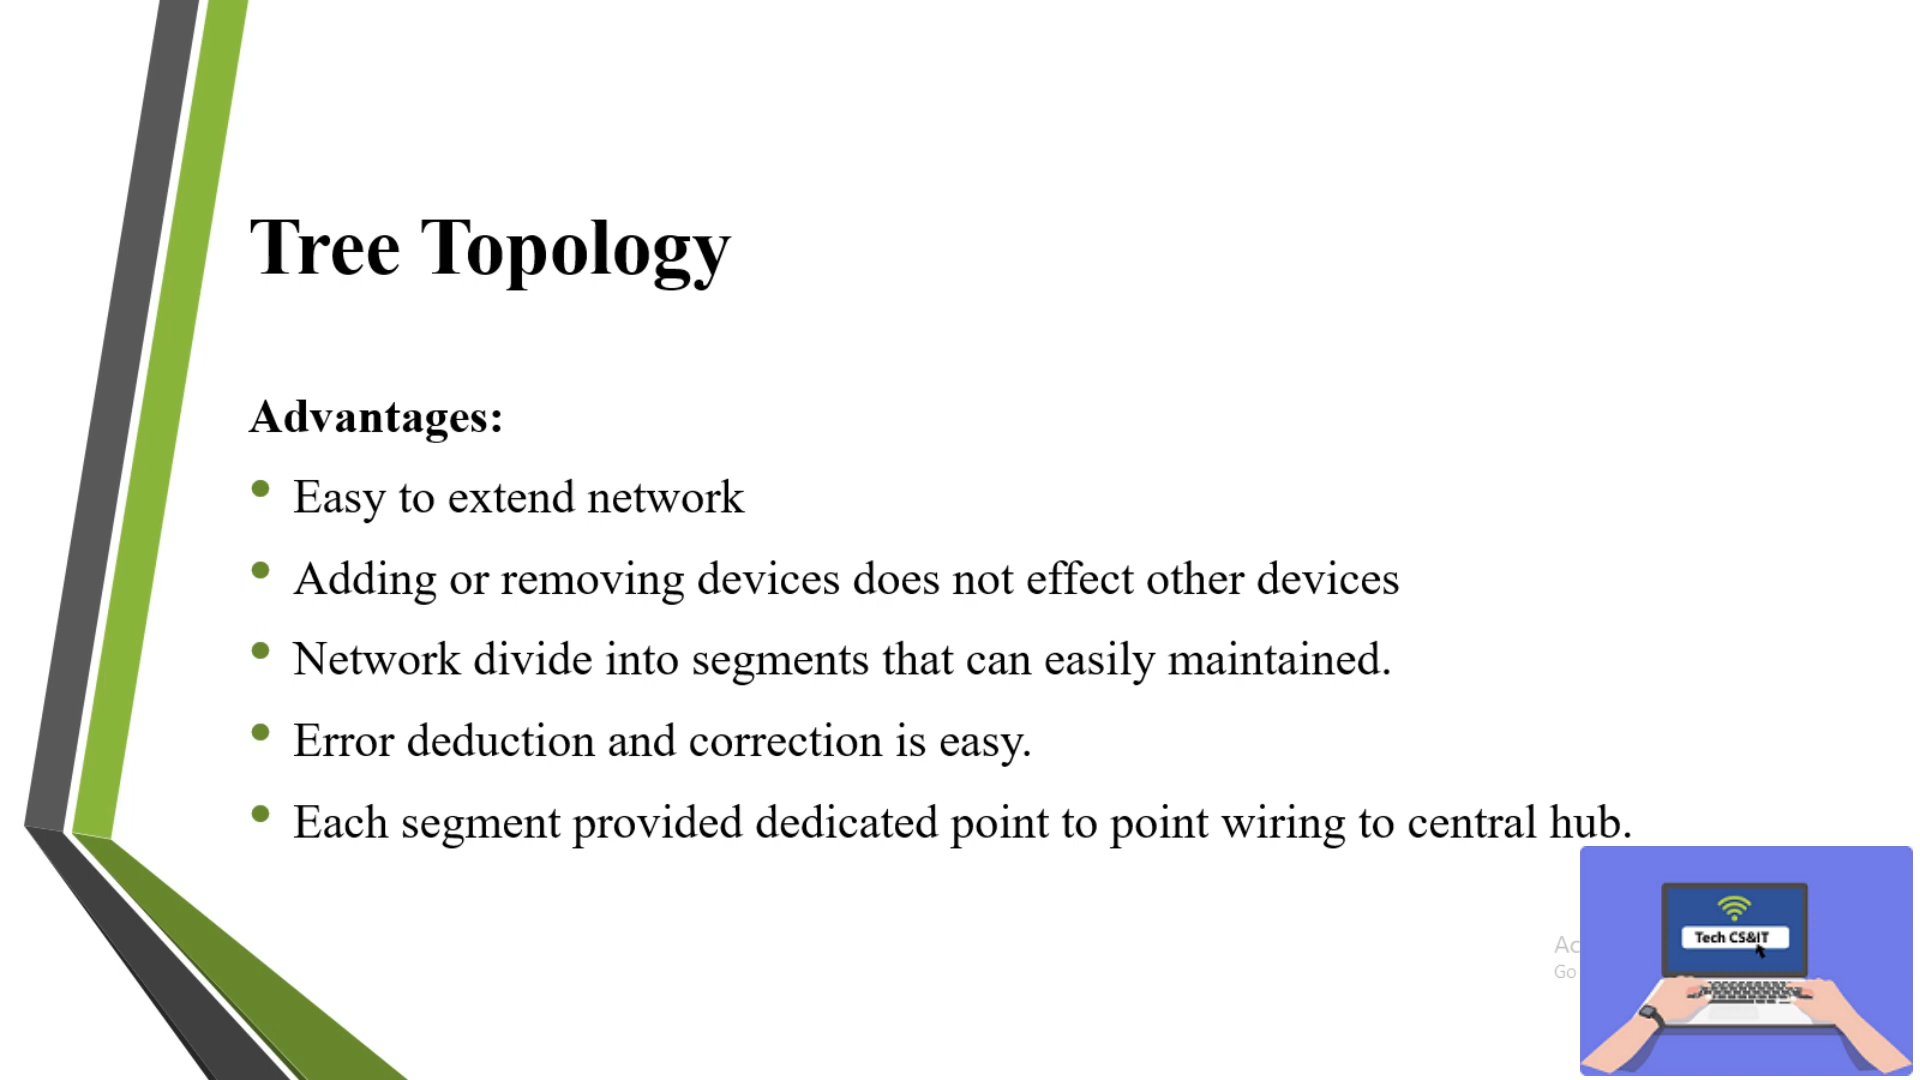 Tree Topology
Advantages:
• Easy to extend network
• Adding or removing devices does not effect other devices
• Network divide into segments that can easily maintained.
• Error deduction and correction is easy.
• Each segment provided dedicated point to point wiring to central hub.
Tech CS&IT
Go